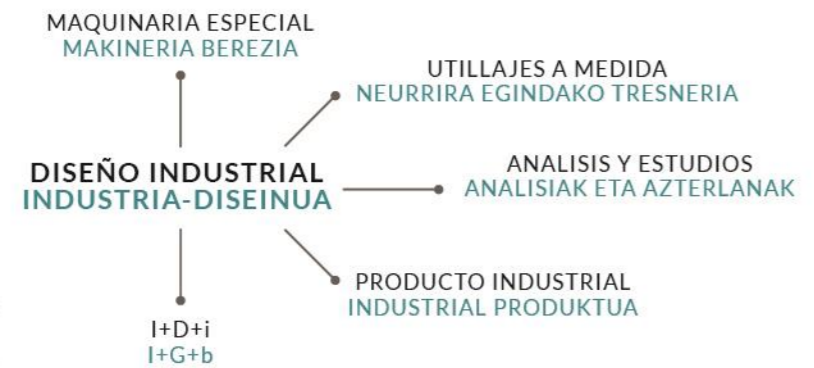 MAQUINARIA ESPECIAL
MAKINERIA BEREZIA
UTILLAJES A MEDIDA
NEURRIRA EGINDAKO TRESNERIA
DISEÑO INDUSTRIAL
INDUSTRIA-DISEINUA
ANALISIS Y ESTUDIOS
ANALISIAK ETA AZTERLANAK
PRODUCTO INDUSTRIAL
INDUSTRIAL PRODUKTUA
I+D+i
I+G+b